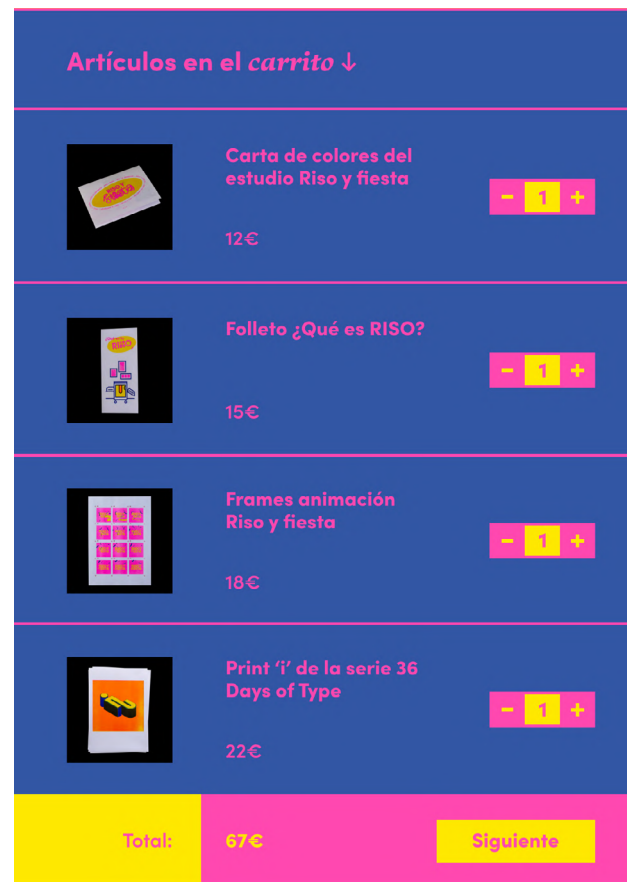 Artículos en el carrito ↓
Carta de colores del
estudio Riso y fiesta
12€
- 1 +
Folleto ¿Qué es RISO?
15€
- 1 +
RISO
Frames animación
Riso y fiesta
18€
- 1 +
Print ‘i’ de la serie 36
Days of Type
22€
- 1 +
Total:
67€
Siguiente